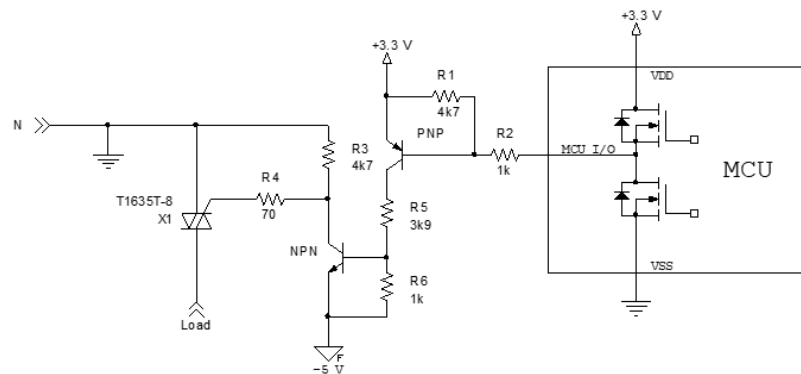 +3.3 V
+3.3 V
R1
4k7
VDD
N
PNP
R2
1k
MCU I/O
MCU
R3
4k7
T1635T-8
X1
R4
70
R5
3k9
NPN
R6
1k
VSS
Load
F
−5 V